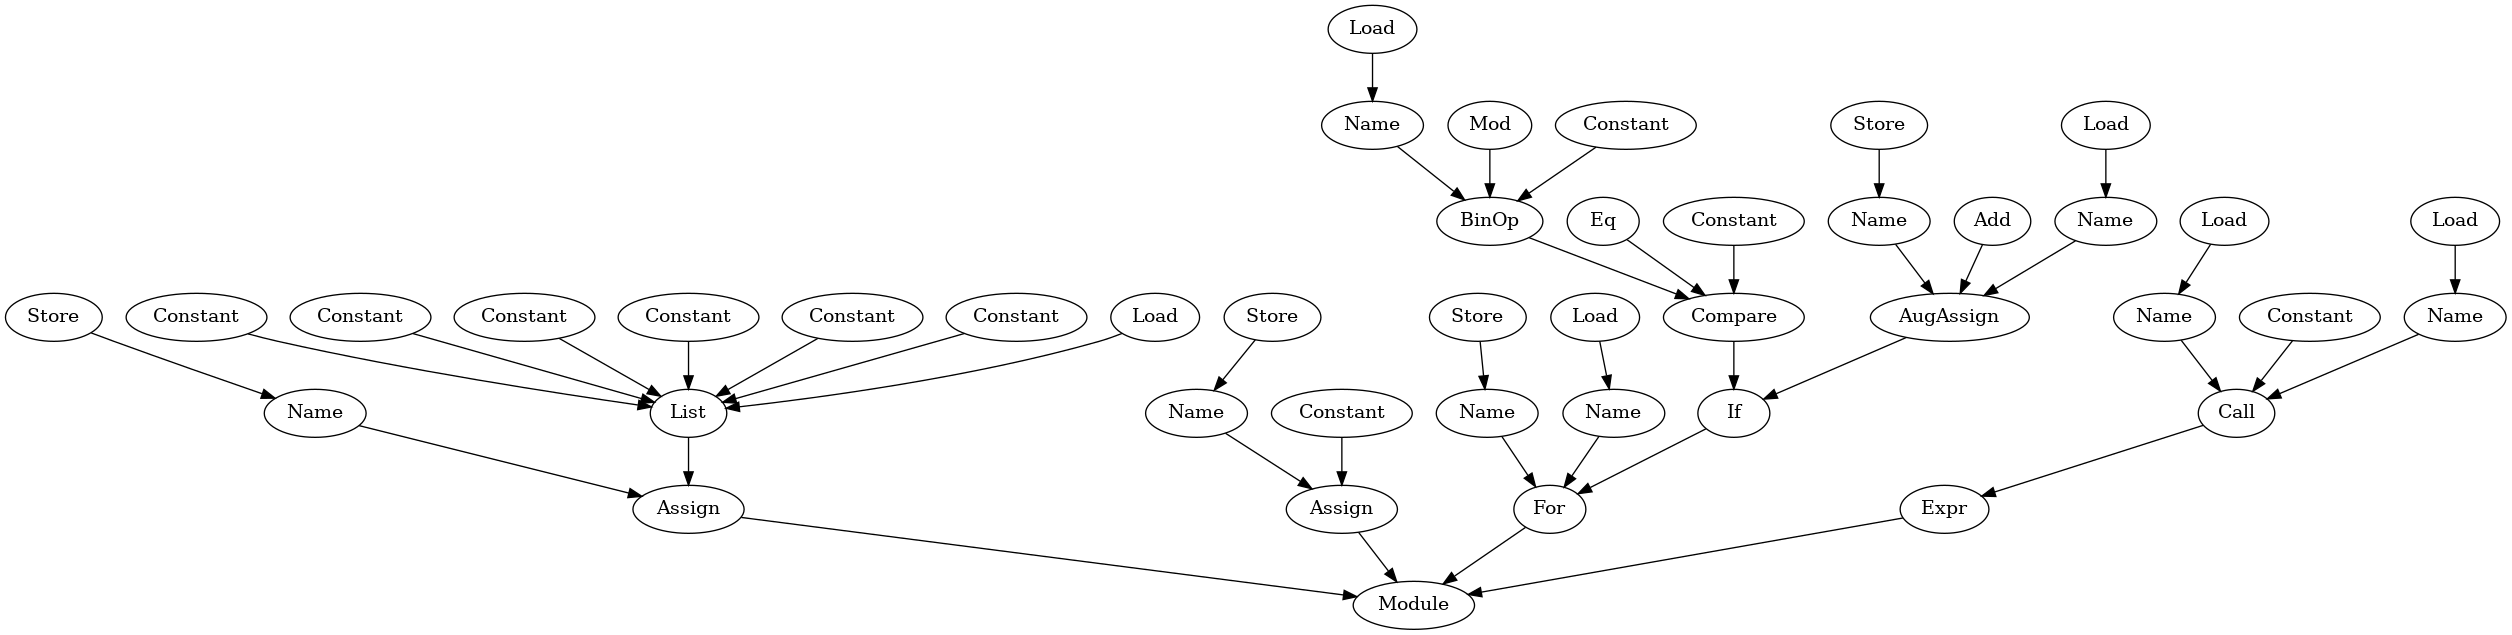 Load
Name Mod Constant Store Load
BinOp Eq Constant Name Add Name Load Load
Store Constant Constant Constant Constant Constant Constant Load Store Store Load Compare AugAssign Name Constant Name
Name List Name Constant Name Name If Call
Assign Assign For Expr
Module